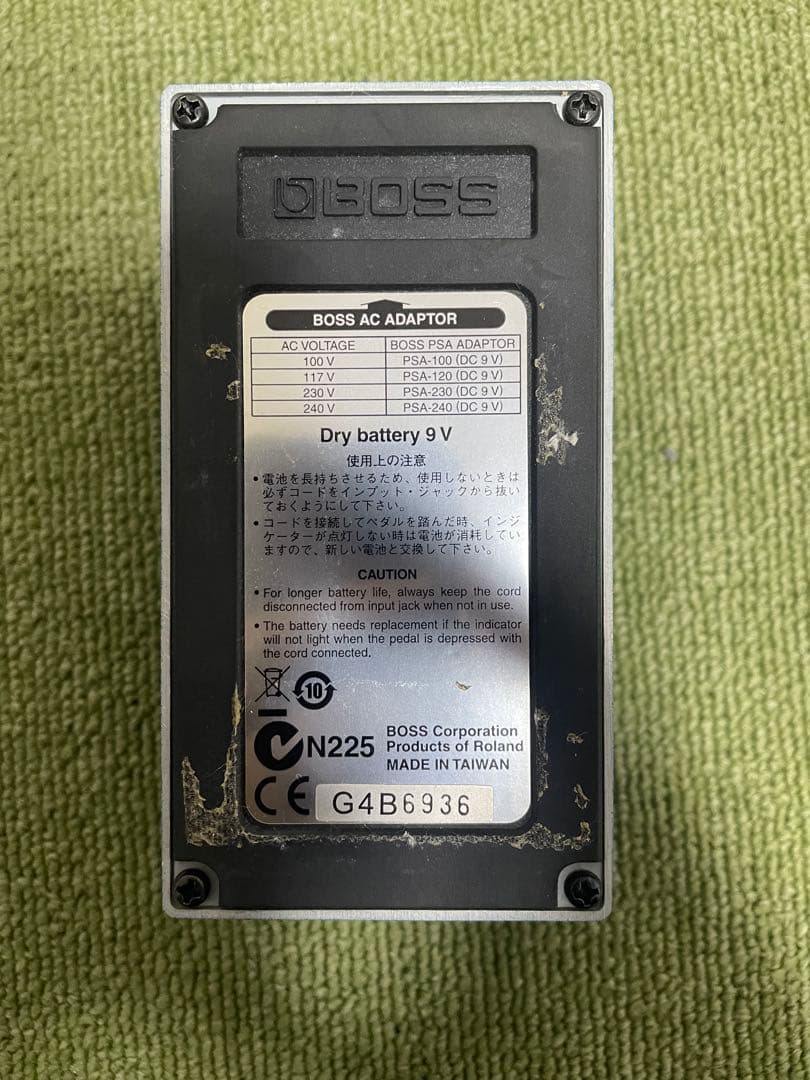 BOSS
BOSS AC ADAPTOR
AC VOLTAGE BOSS PSA ADAPTOR
100 V PSA-100 (DC 9 V)
117 V PSA-120 (DC 9 V)
230 V PSA-230 (DC 9 V)
240 V PSA-240 (DC 9 V)
Dry battery 9 V
使用上の注意
• 電池を長持ちさせるため、使用しないときは
必ずコードをインプット・ジャックから抜い
ておくようにして下さい。
• コードを接続してペダルを踏んだ時、インジ
ケーターが点灯しない時は電池が消耗してい
ますので、新しい電池と交換して下さい。
CAUTION
• For longer battery life, always keep the cord
disconnected from input jack when not in use.
• The battery needs replacement if the indicator
will not light when the pedal is depressed with
the cord connected.
10
N225
BOSS Corporation
Products of Roland
MADE IN TAIWAN
CE G4B6936